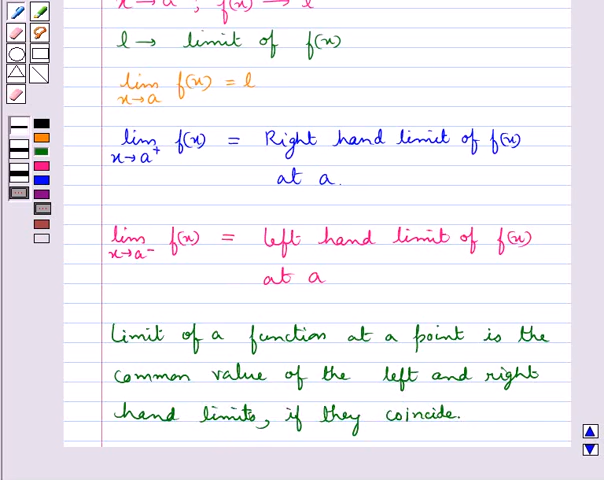 x→a ; f(x) → l
l → limit of f(x)
lim x→a f(x) = l
lim x→a⁺ f(x) = Right hand limit of f(x)
at a.
lim x→a⁻ f(x) = left hand limit of f(x)
at a
Limit of a function at a point is the
common value of the left and right
hand limits, if they coincide.